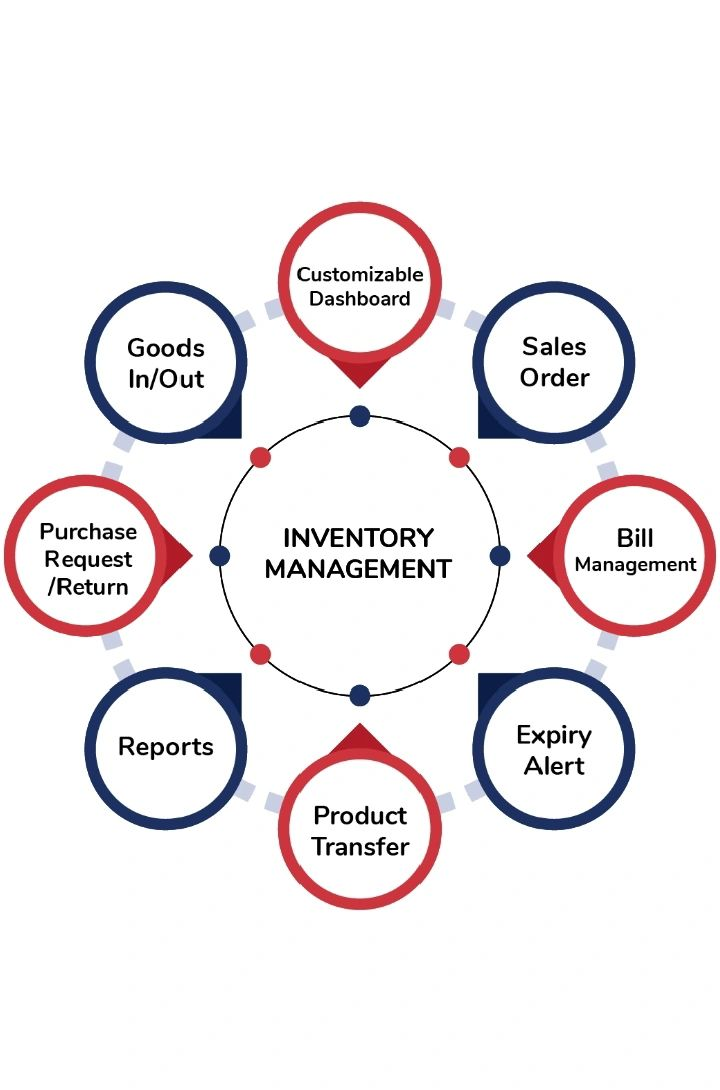 Customizable
Dashboard
Sales
Order
Bill
Management
Expiry
Alert
Product
Transfer
Reports
Purchase
Request
/Return
Goods
In/Out
INVENTORY
MANAGEMENT